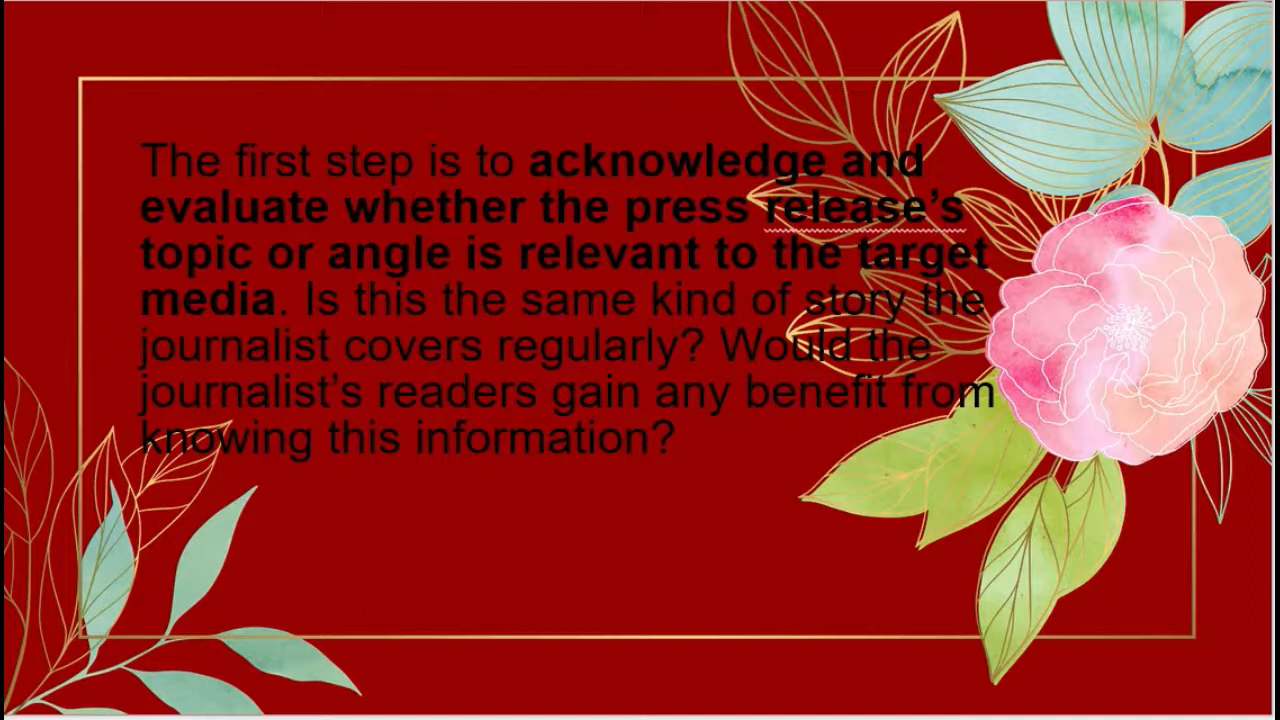 The first step is to acknowledge and
evaluate whether the press release’s
topic or angle is relevant to the target
media. Is this the same kind of story the
journalist covers regularly? Would the
journalist’s readers gain any benefit from
knowing this information?